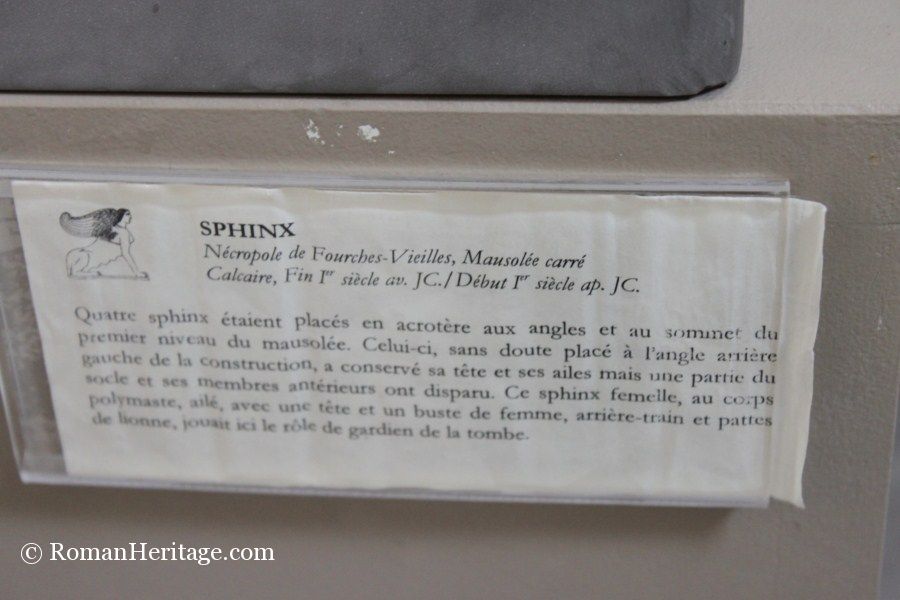 SPHINX
Nécropole de Fourches-Vieilles, Mausolée carré
Calcaire, Fin Ier siècle av. JC./Début Ier siècle ap. JC.
Quatre sphinx étaient placés en acrotère aux angles et au sommet du
premier niveau du mausolée. Celui-ci, sans doute placé à l'angle arrière
gauche de la construction, a conservé sa tête et ses ailes mais une partie du
socle et ses membres antérieurs ont disparu. Ce sphinx femelle, au corps
polymaste, ailé, avec une tête et un buste de femme, arrière-train et pattes
de lionne, jouait ici le rôle de gardien de la tombe.
© RomanHeritage.com